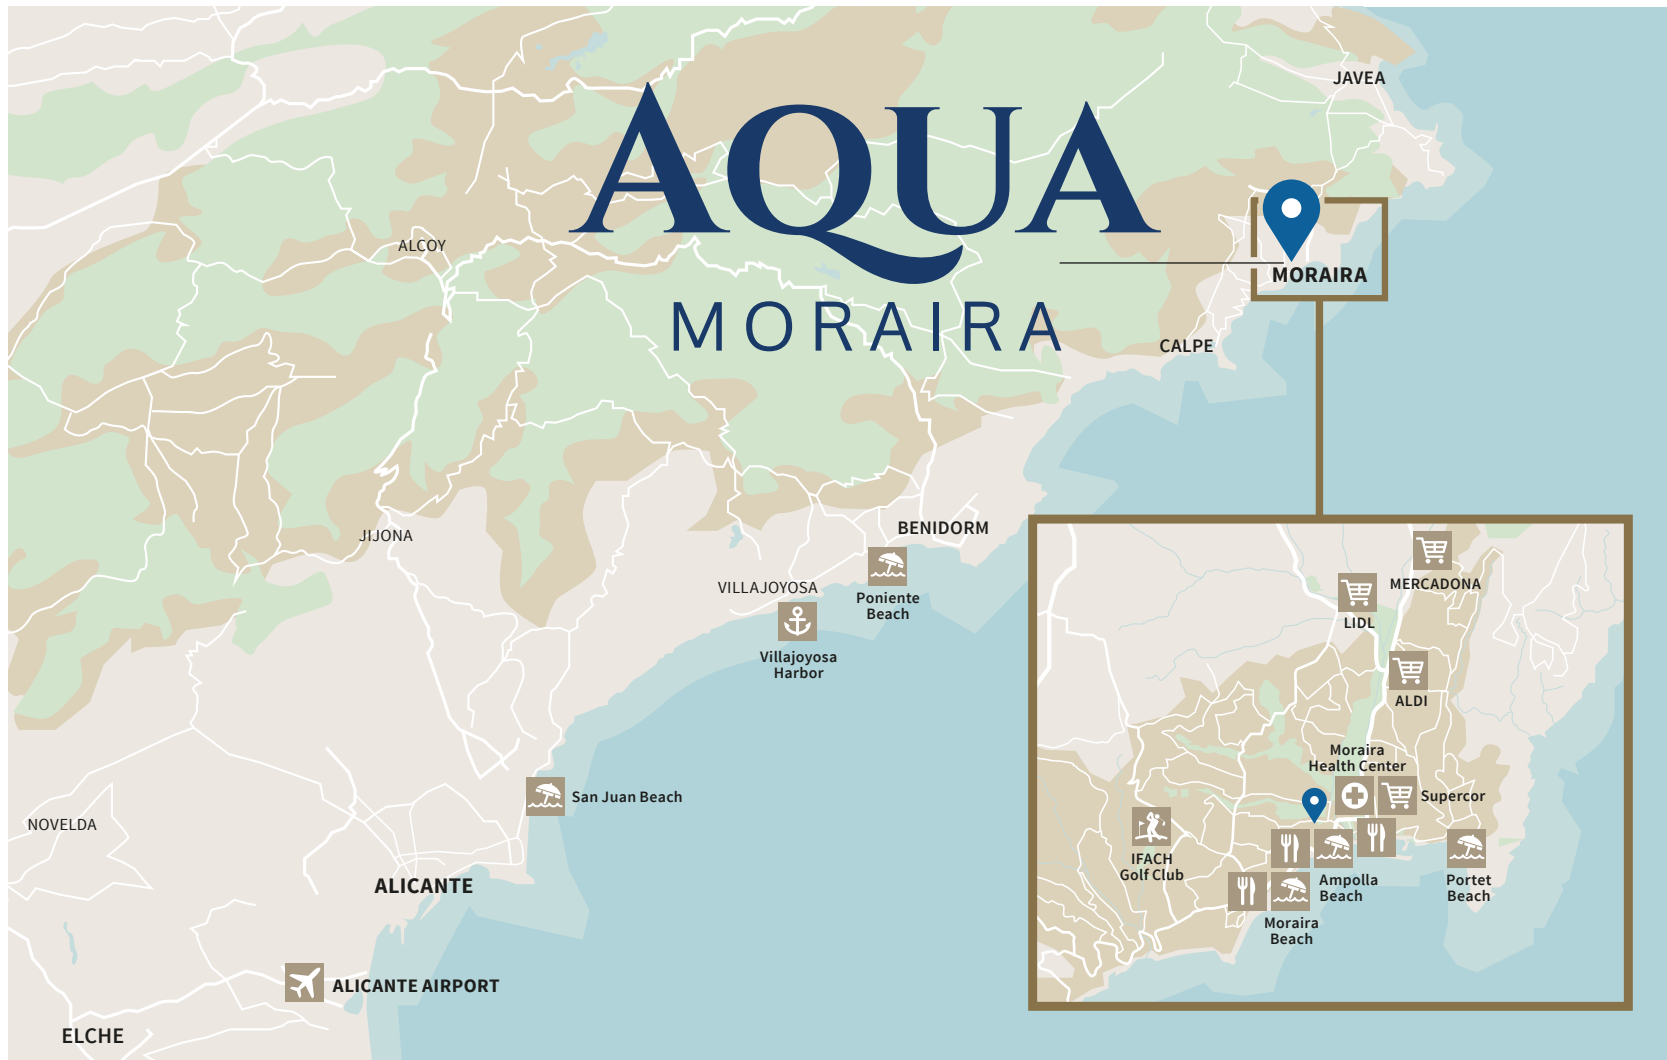 JAVEA
AQUA
MORAIRA
ALCOY
MORAIRA
CALPE
JIJONA
BENIDORM
VILLAJOYOSA
Poniente
Beach
Villajoyosa
Harbor
San Juan Beach
NOVELDA
ALICANTE
ALICANTE AIRPORT
ELCHE
MERCADONA
LIDL
ALDI
Moraira
Health Center
Supercor
IFACH
Golf Club
Ampolla
Beach
Portet
Beach
Moraira
Beach